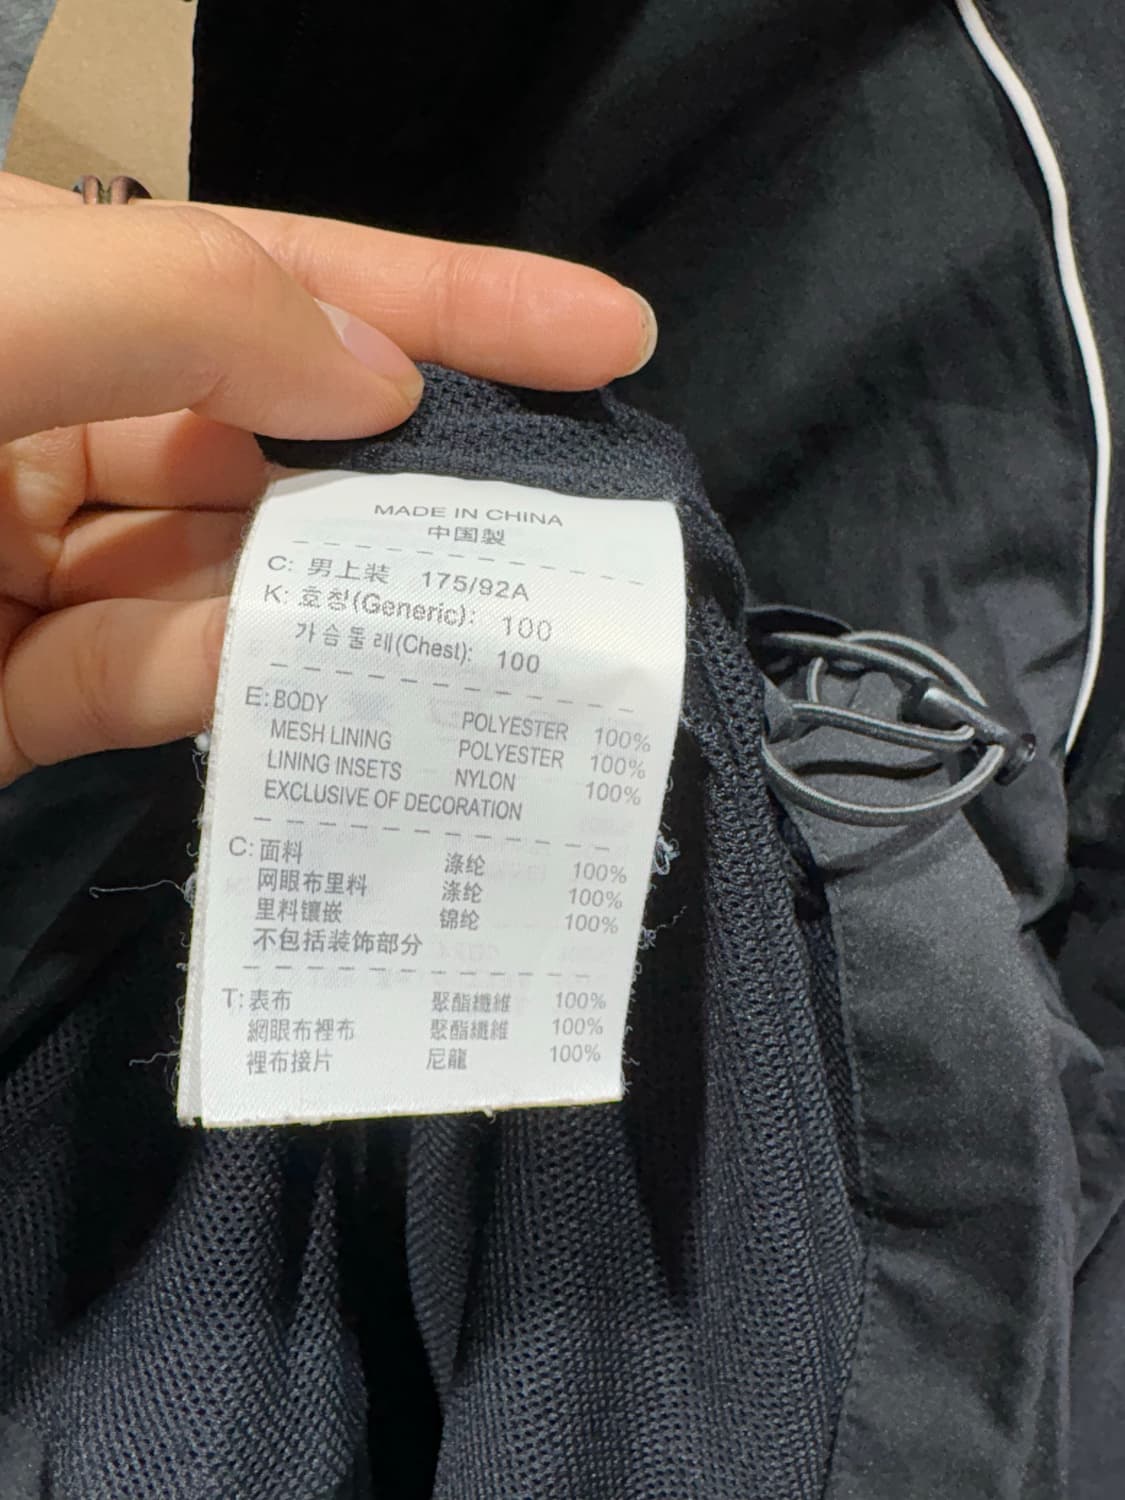 MADE IN CHINA
中国製
C: 男上装 175/92A
K: 호칭(Generic): 100
가슴둘레(Chest): 100
E: BODY POLYESTER 100%
MESH LINING POLYESTER 100%
LINING INSETS NYLON 100%
EXCLUSIVE OF DECORATION
C: 面料 涤纶 100%
网眼布里料 涤纶 100%
里料镶嵌 锦纶 100%
不包括装饰部分
T: 表布 聚酯纖維 100%
網眼布裡布 聚酯纖維 100%
裡布接片 尼龍 100%